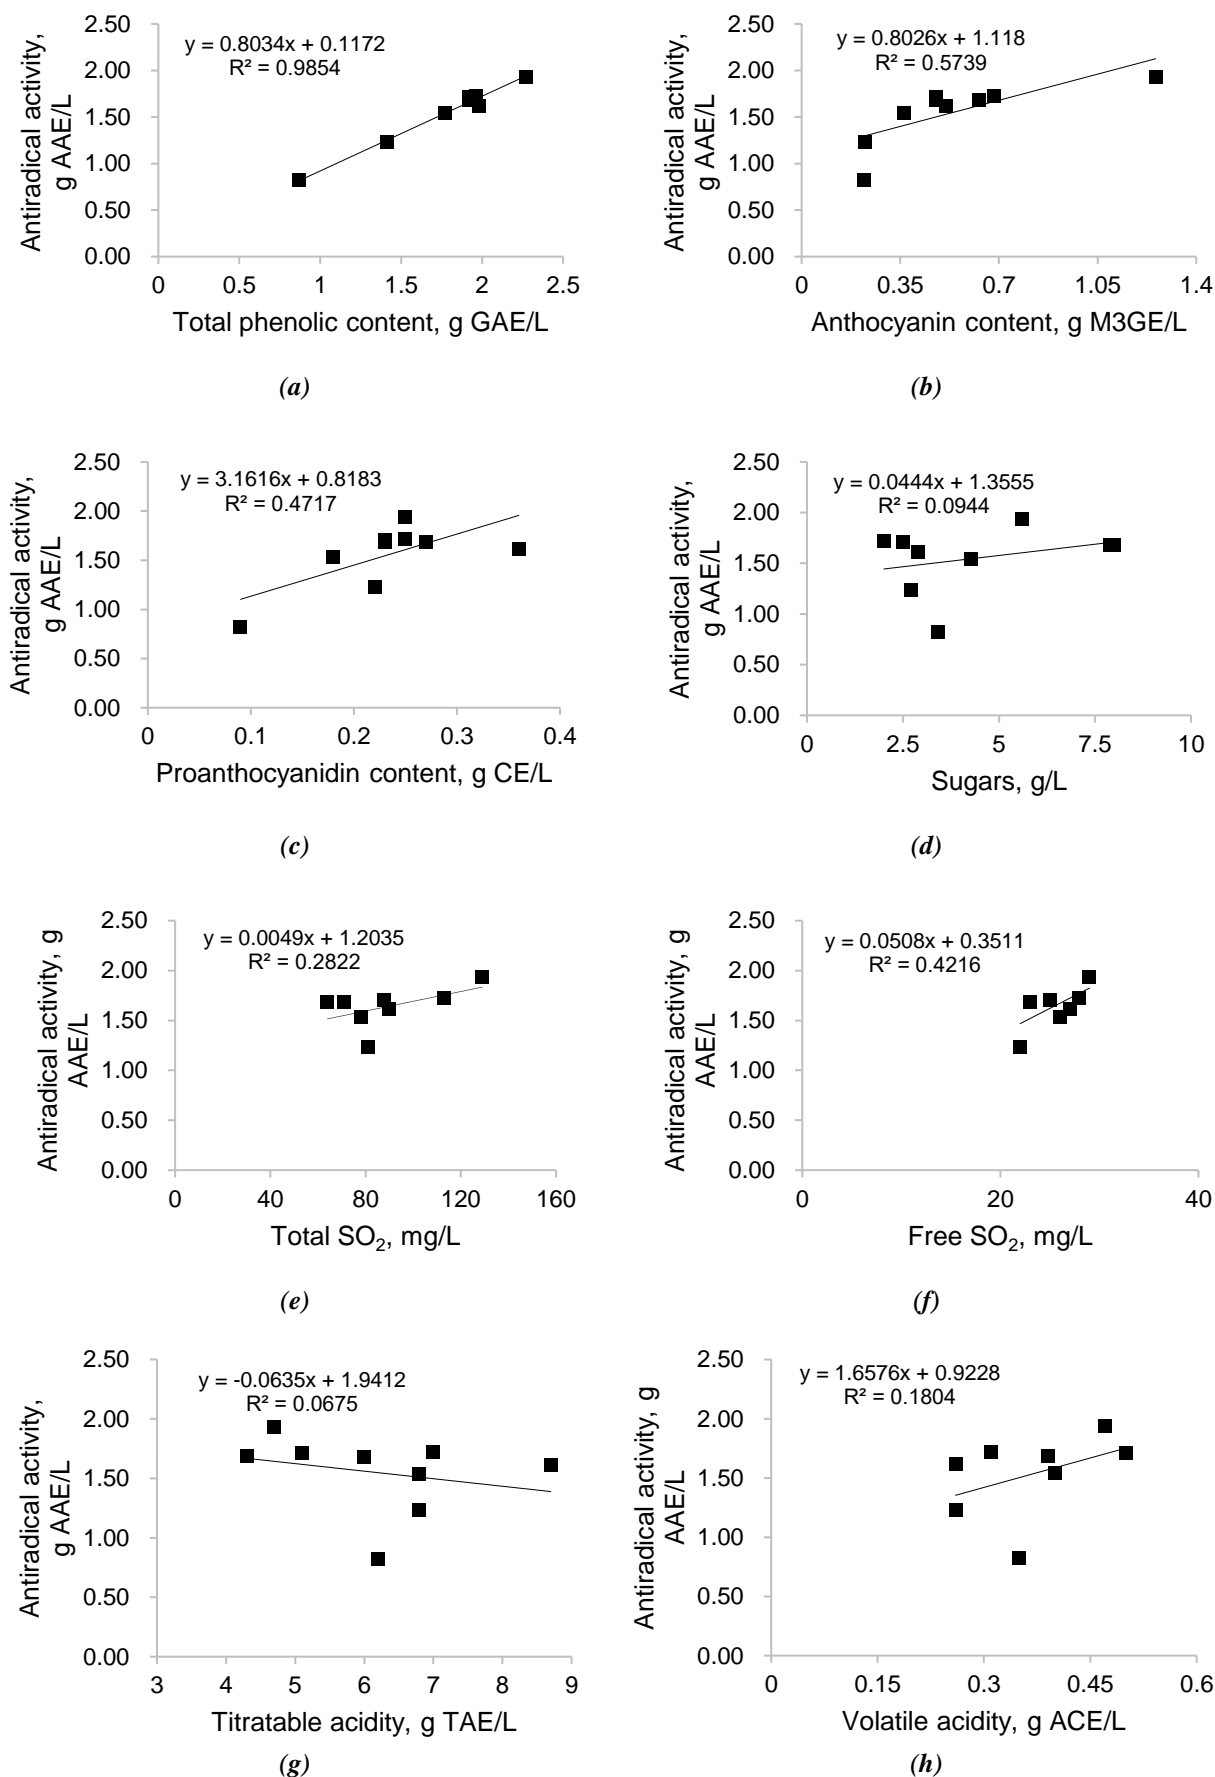 y = 0.8034x + 0.1172
R² = 0.9854
Antiradical activity,
g AAE/L
2.50
2.00
1.50
1.00
0.50
0.00
0 0.5 1 1.5 2 2.5
Total phenolic content, g GAE/L
(a)
y = 0.8026x + 1.118
R² = 0.5739
Antiradical activity,
g AAE/L
2.50
2.00
1.50
1.00
0.50
0.00
0 0.35 0.7 1.05 1.4
Anthocyanin content, g M3GE/L
(b)
y = 3.1616x + 0.8183
R² = 0.4717
Antiradical activity,
g AAE/L
2.50
2.00
1.50
1.00
0.50
0.00
0 0.1 0.2 0.3 0.4
Proanthocyanidin content, g CE/L
(c)
y = 0.0444x + 1.3555
R² = 0.0944
Antiradical activity,
g AAE/L
2.50
2.00
1.50
1.00
0.50
0.00
0 2.5 5 7.5 10
Sugars, g/L
(d)
y = 0.0049x + 1.2035
R² = 0.2822
Antiradical activity, g
AAE/L
2.50
2.00
1.50
1.00
0.50
0.00
0 40 80 120 160
Total SO₂, mg/L
(e)
y = 0.0508x + 0.3511
R² = 0.4216
Antiradical activity, g
AAE/L
2.50
2.00
1.50
1.00
0.50
0.00
0 20 40
Free SO₂, mg/L
(f)
y = -0.0635x + 1.9412
R² = 0.0675
Antiradical activity,
g AAE/L
2.50
2.00
1.50
1.00
0.50
0.00
3 4 5 6 7 8 9
Titratable acidity, g TAE/L
(g)
y = 1.6576x + 0.9228
R² = 0.1804
Antiradical activity, g
AAE/L
2.50
2.00
1.50
1.00
0.50
0.00
0 0.15 0.3 0.45 0.6
Volatile acidity, g ACE/L
(h)